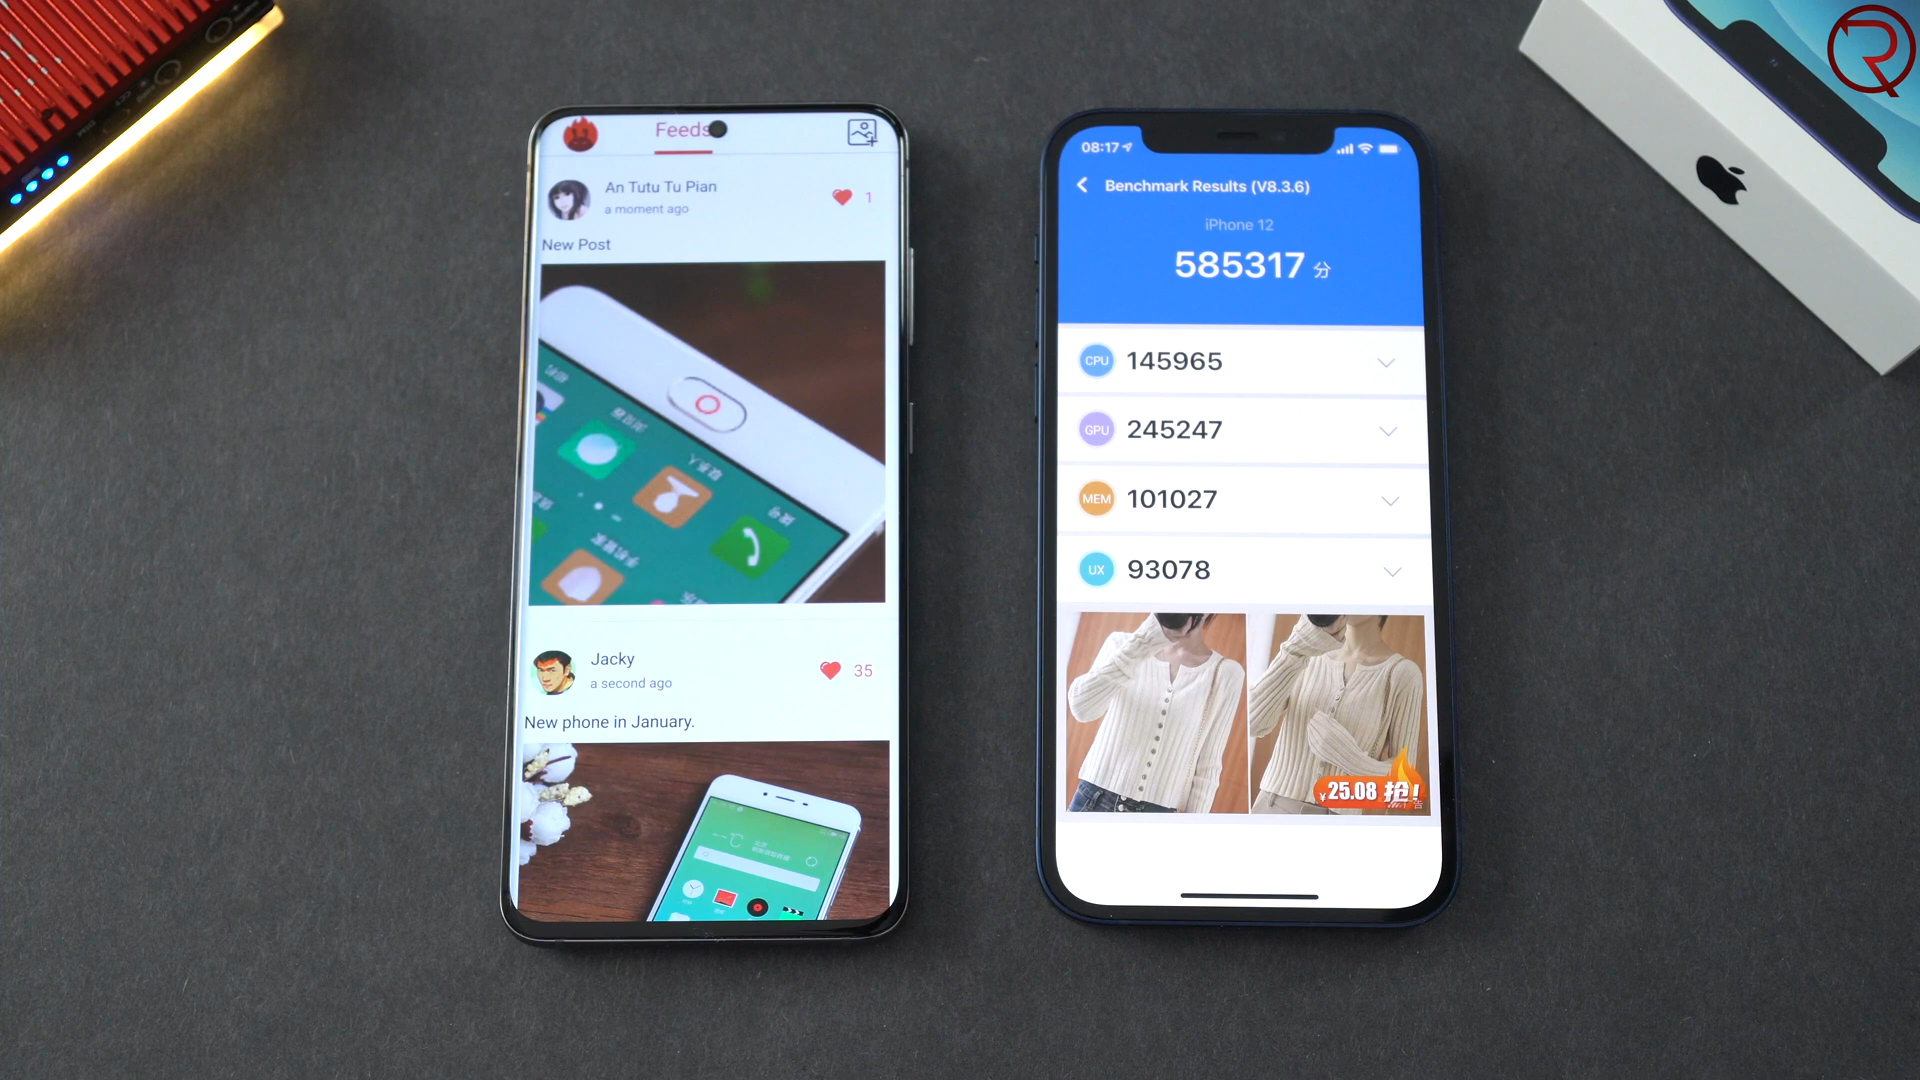 Feeds
An Tutu Tu Pian
a moment ago
1
New Post
Jacky
a second ago
35
New phone in January.
08:17
Benchmark Results (V8.3.6)
iPhone 12
585317 分
CPU 145965
GPU 245247
MEM 101027
UX 93078
¥25.08 抢!